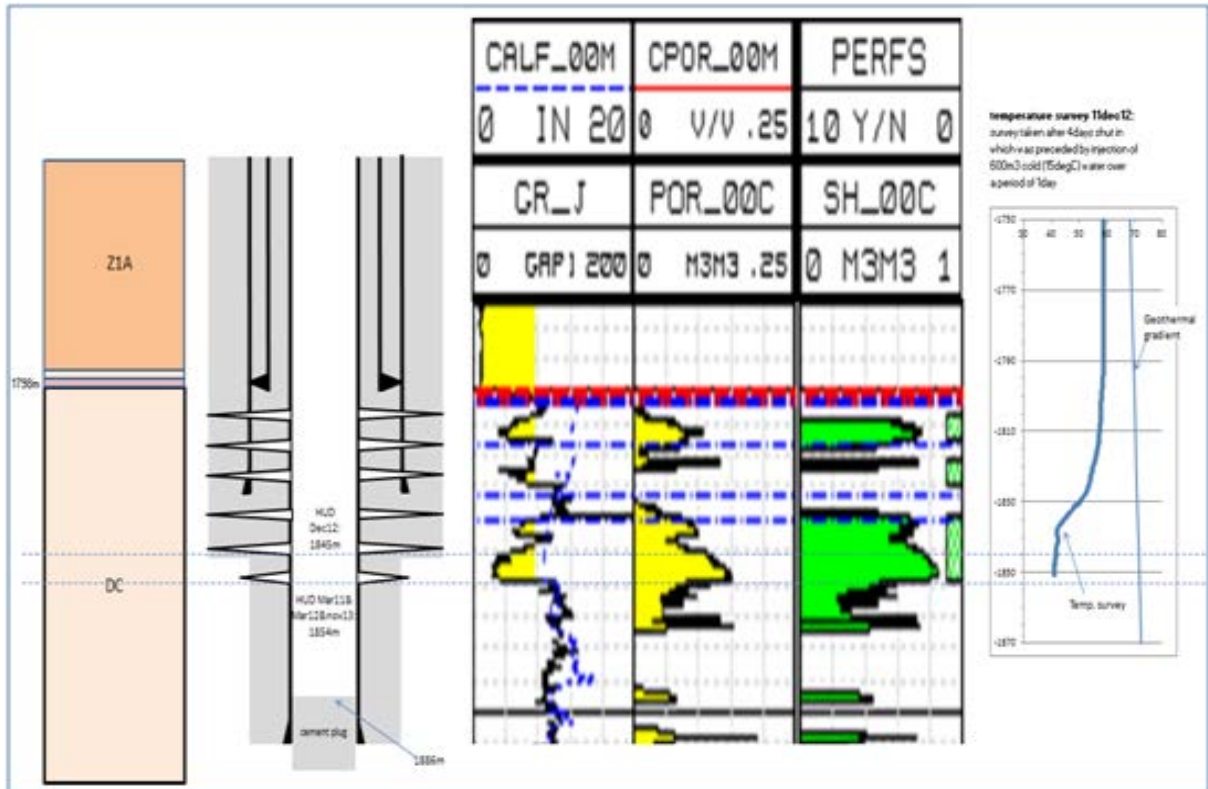 Z1A
1798m
DC
HUD
Dec12:
1845m
HUD Mar11&
Mar12&nov13:
1854m
cement plug
1886m
CALF_00M
0 IN 20
GR_J
0 GAPI 200
CPOR_00M
0 V/V .25
POR_00C
0 M3M3 .25
PERFS
10 Y/N 0
SH_00C
0 M3M3 1
temperature survey 11dec12:
survey taken after 4days shut in
which was preceded by injection of
600m3 cold (15degC) water over
a period of 1day
-1750
30 40 50 60 70 80
-1770
-1790
-1810
-1830
-1850
-1870
Geothermal
gradient
Temp. survey